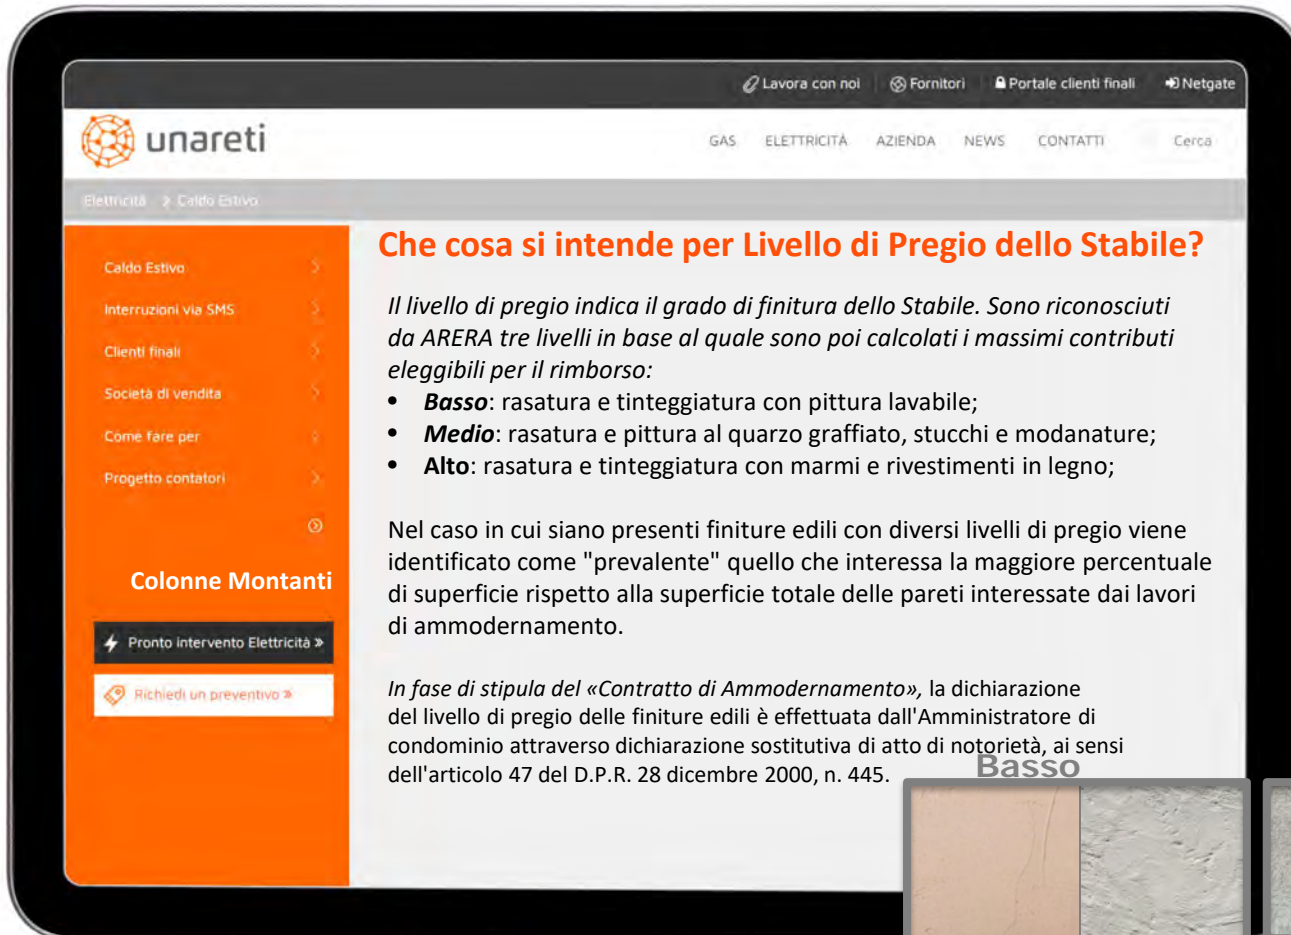 Lavora con noi Fornitori Portale clienti finali Netgate
unareti
GAS ELETTRICITÀ AZIENDA NEWS CONTATTI Cerca
Elettricità > Caldo Estivo
Caldo Estivo
Interruzioni via SMS
Clienti finali
Società di vendita
Come fare per
Progetto contatori
Colonne Montanti
Pronto intervento Elettricità »
Richiedi un preventivo »
Che cosa si intende per Livello di Pregio dello Stabile?
Il livello di pregio indica il grado di finitura dello Stabile. Sono riconosciuti
da ARERA tre livelli in base al quale sono poi calcolati i massimi contributi
eleggibili per il rimborso:
• Basso: rasatura e tinteggiatura con pittura lavabile;
• Medio: rasatura e pittura al quarzo graffiato, stucchi e modanature;
• Alto: rasatura e tinteggiatura con marmi e rivestimenti in legno;
Nel caso in cui siano presenti finiture edili con diversi livelli di pregio viene
identificato come "prevalente" quello che interessa la maggiore percentuale
di superficie rispetto alla superficie totale delle pareti interessate dai lavori
di ammodernamento.
In fase di stipula del «Contratto di Ammodernamento», la dichiarazione
del livello di pregio delle finiture edili è effettuata dall'Amministratore di
condominio attraverso dichiarazione sostitutiva di atto di notorietà, ai sensi
dell'articolo 47 del D.P.R. 28 dicembre 2000, n. 445.
Basso